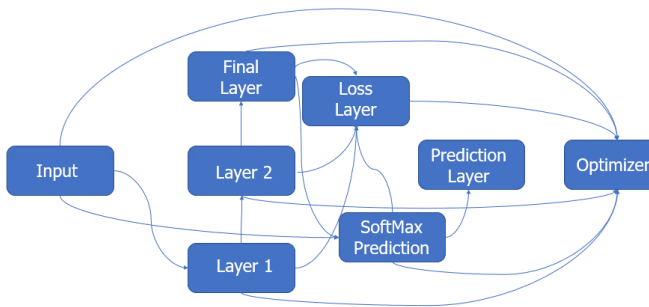 Final
Layer
Loss
Layer
Input
Layer 2
Prediction
Layer
Optimizer
SoftMax
Prediction
Layer 1